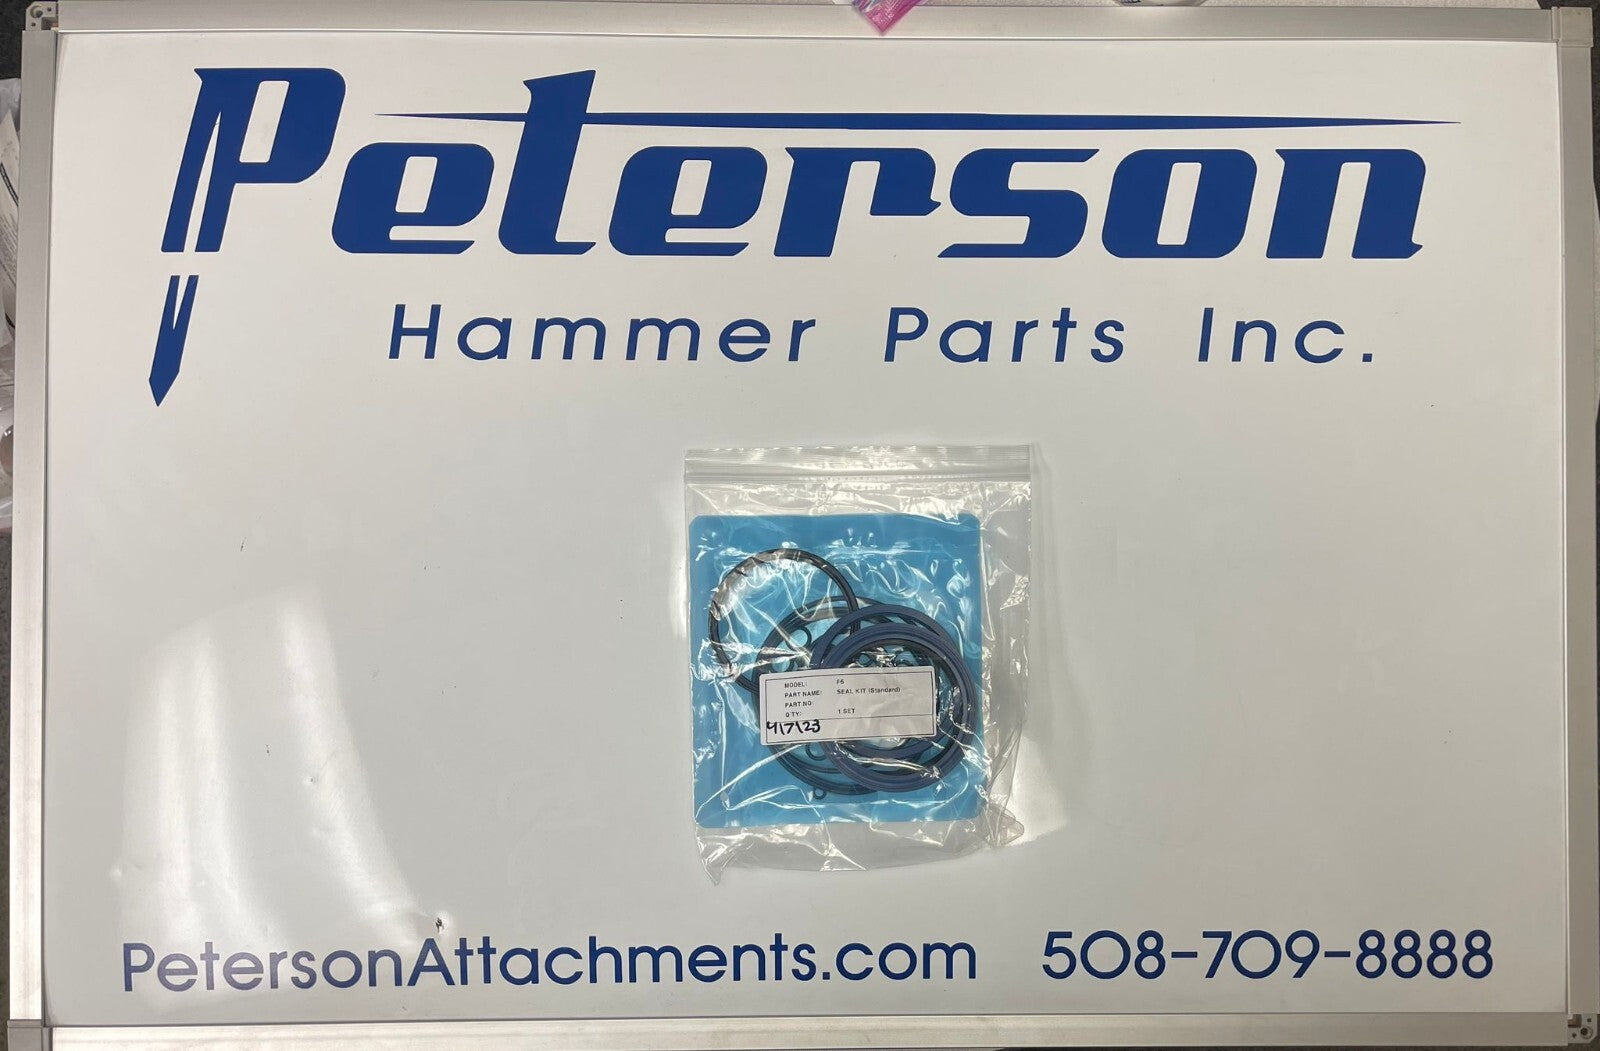 Peterson
Hammer Parts Inc.
MODEL: F6
PART NAME: SEAL KIT (Standard)
PART NO:
Q'TY: 1 SET
4/7/23
PetersonAttachments.com 508-709-8888